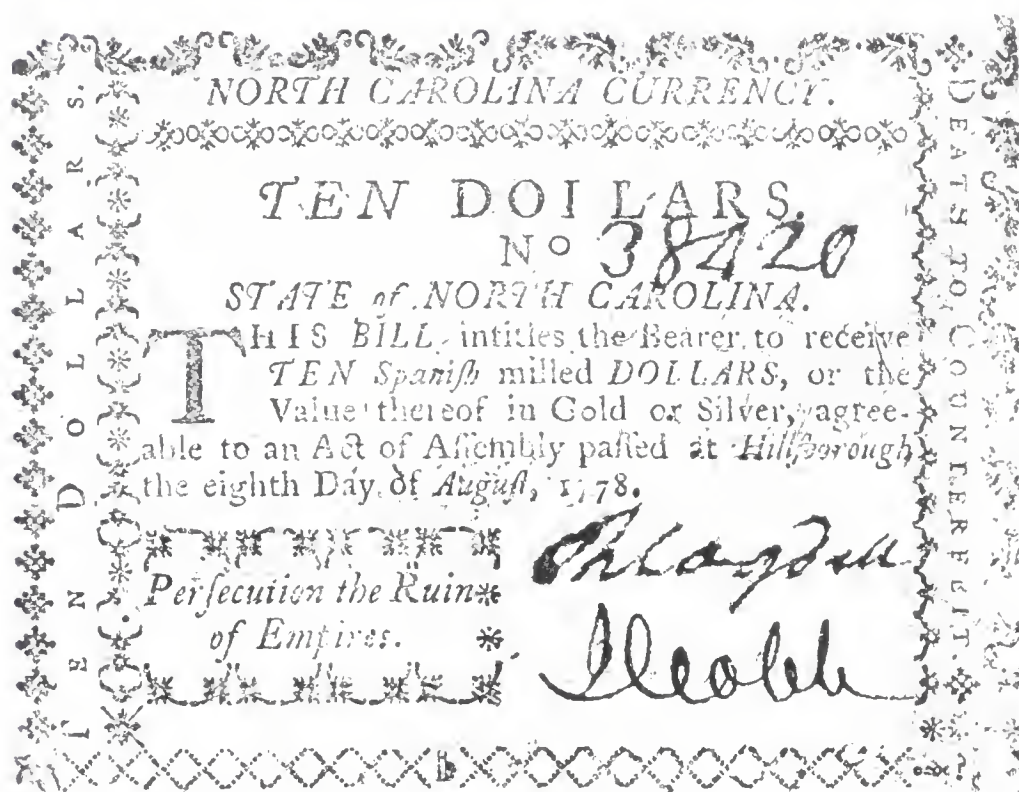 NORTH CAROLINA CURRENCY.
TEN DOLLARS.
No 38420
STATE of NORTH CAROLINA.
THIS BILL intitles the Bearer to receive
TEN Spaniſh milled DOLLARS, or the
Value thereof in Gold or Silver, agree-
able to an Act of Aſſembly paſſed at Hillſborough
the eighth Day of Auguſt, 1778.
Perſecution the Ruin
of Empires.
TEN DOLLARS.
DEATH TO COUNTERFEIT.